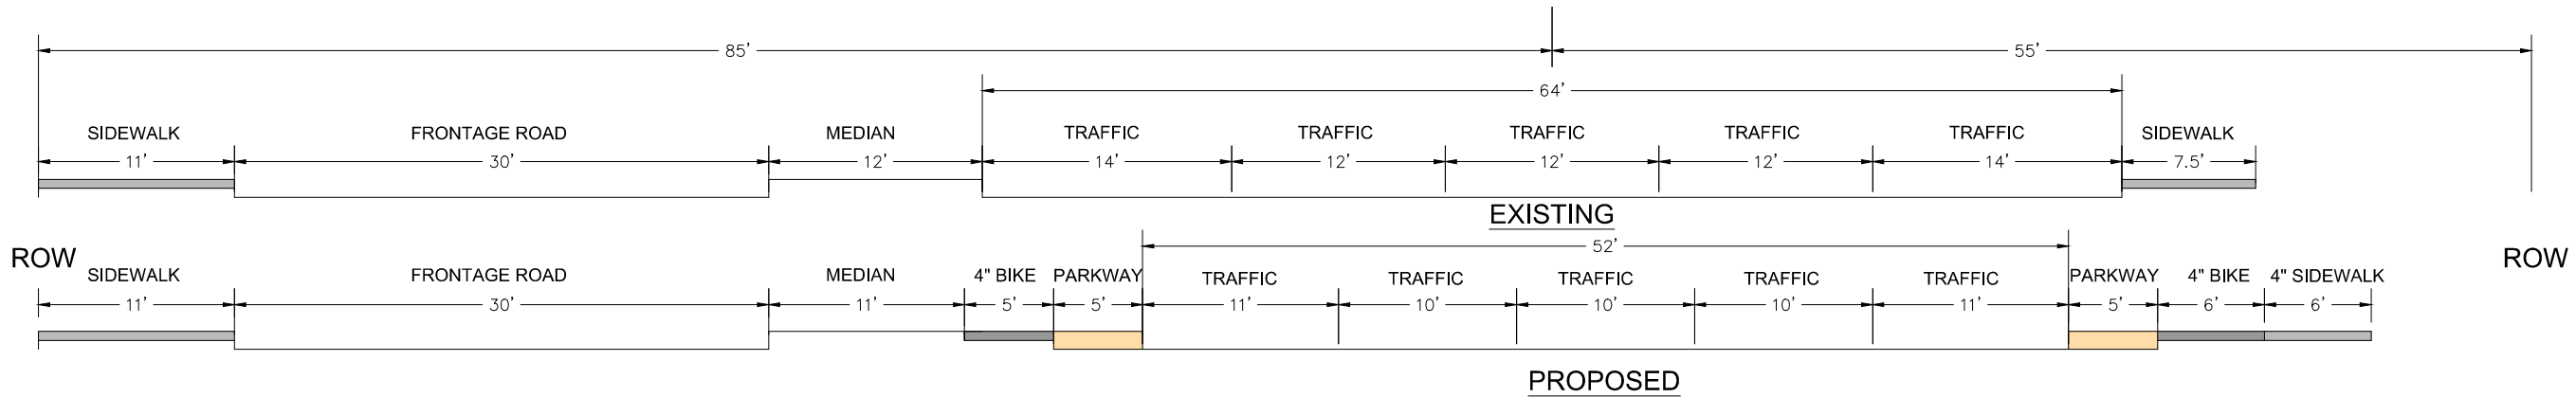 85' 55'
64'
SIDEWALK FRONTAGE ROAD MEDIAN TRAFFIC TRAFFIC TRAFFIC TRAFFIC TRAFFIC SIDEWALK
11' 30' 12' 14' 12' 12' 12' 14' 7.5'
EXISTING
52'
ROW ROW
SIDEWALK FRONTAGE ROAD MEDIAN 4" BIKE PARKWAY TRAFFIC TRAFFIC TRAFFIC TRAFFIC TRAFFIC PARKWAY 4" BIKE 4" SIDEWALK
11' 30' 11' 5' 5' 11' 10' 10' 10' 11' 5' 6' 6'
PROPOSED